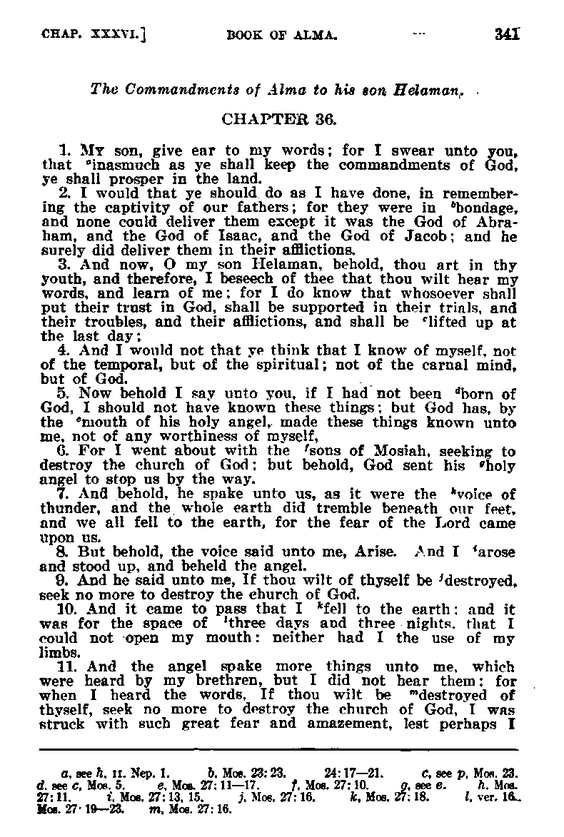 CHAP. XXXVI.] BOOK OF ALMA. 341
The Commandments of Alma to his son Helaman.
CHAPTER 36.
1. MY son, give ear to my words; for I swear unto you,
that ᵃinasmuch as ye shall keep the commandments of God,
ye shall prosper in the land.
2. I would that ye should do as I have done, in remember-
ing the captivity of our fathers; for they were in ᵇbondage,
and none could deliver them except it was the God of Abra-
ham, and the God of Isaac, and the God of Jacob; and he
surely did deliver them in their afflictions.
3. And now, O my son Helaman, behold, thou art in thy
youth, and therefore, I beseech of thee that thou wilt hear my
words, and learn of me; for I do know that whosoever shall
put their trust in God, shall be supported in their trials, and
their troubles, and their afflictions, and shall be ᶜlifted up at
the last day;
4. And I would not that ye think that I know of myself, not
of the temporal, but of the spiritual; not of the carnal mind,
but of God.
5. Now behold I say unto you, if I had not been ᵈborn of
God, I should not have known these things; but God has, by
the ᵉmouth of his holy angel, made these things known unto
me, not of any worthiness of myself,
6. For I went about with the ᶠsons of Mosiah, seeking to
destroy the church of God; but behold, God sent his ᵍholy
angel to stop us by the way.
7. And behold, he spake unto us, as it were the ʰvoice of
thunder, and the whole earth did tremble beneath our feet,
and we all fell to the earth, for the fear of the Lord came
upon us.
8. But behold, the voice said unto me, Arise. And I ⁱarose
and stood up, and beheld the angel.
9. And he said unto me, If thou wilt of thyself be ʲdestroyed,
seek no more to destroy the church of God.
10. And it came to pass that I ᵏfell to the earth; and it
was for the space of ˡthree days and three nights, that I
could not open my mouth: neither had I the use of my
limbs.
11. And the angel spake more things unto me, which
were heard by my brethren, but I did not hear them; for
when I heard the words, If thou wilt be ᵐdestroyed of
thyself, seek no more to destroy the church of God, I was
struck with such great fear and amazement, lest perhaps I
a, see h, II. Nep. 1. b, Mos. 23:23. 24:17—21. c, see p, Mos. 23.
d. see c, Mos. 5. e, Mos. 27:11—17. f, Mos. 27:10. g, see e. h. Mos.
27:11. i, Mos. 27:13, 15. j, Mos. 27:16. k, Mos. 27:18. l, ver. 16.
Mos. 27:19—23. m, Mos. 27:16.